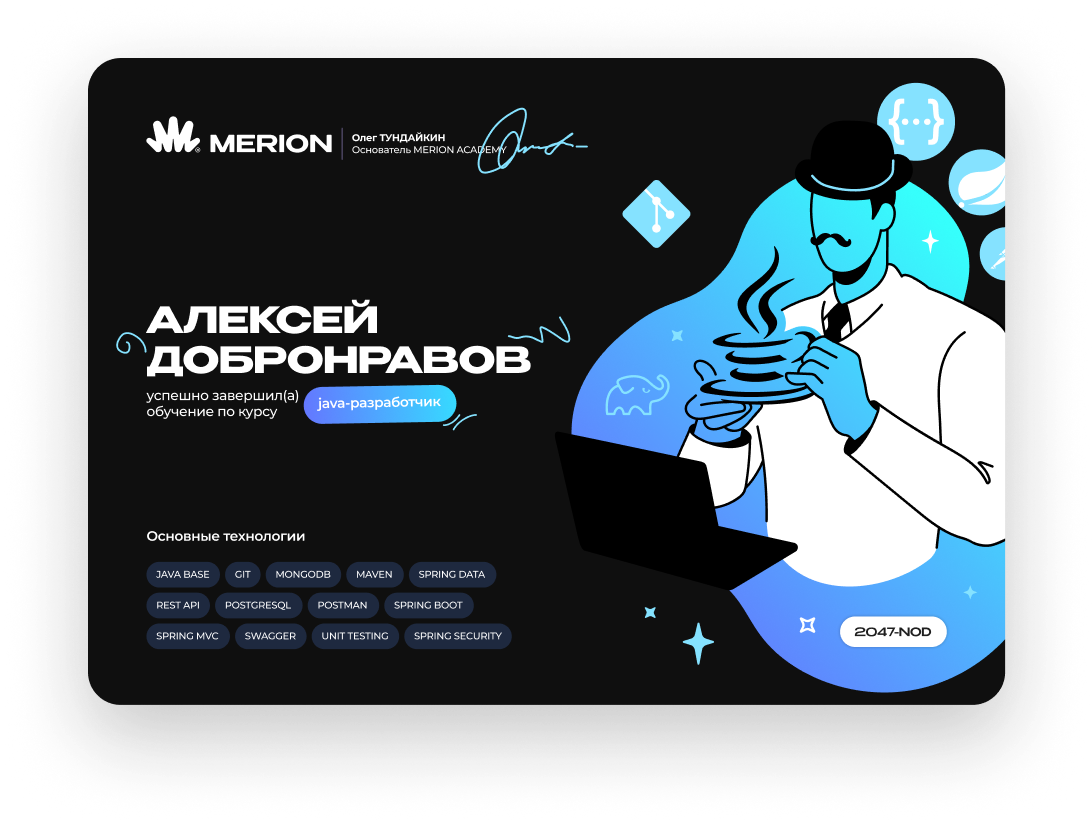 MERION
Олег ТУНДАЙКИН
Основатель MERION ACADEMY
АЛЕКСЕЙ
ДОБРОНРАВОВ
успешно завершил(а)
обучение по курсу
java-разработчик
Основные технологии
JAVA BASE GIT MONGODB MAVEN SPRING DATA
REST API POSTGRESQL POSTMAN SPRING BOOT
SPRING MVC SWAGGER UNIT TESTING SPRING SECURITY
2047-NOD